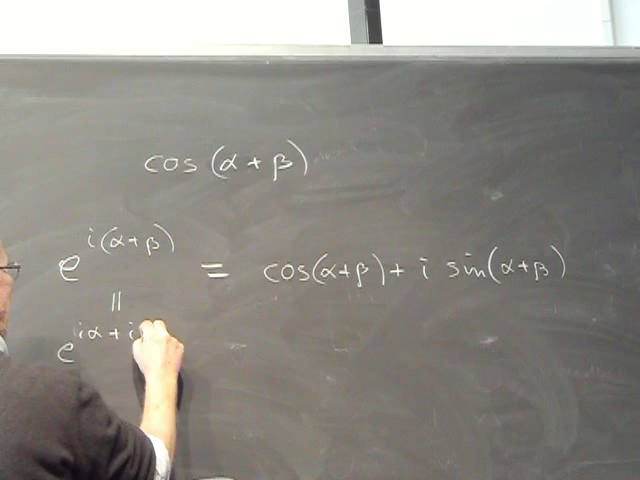 cos (α + β)
e^{i(α+β)} = cos(α+β) + i sin(α+β)
=
e^{iα + i